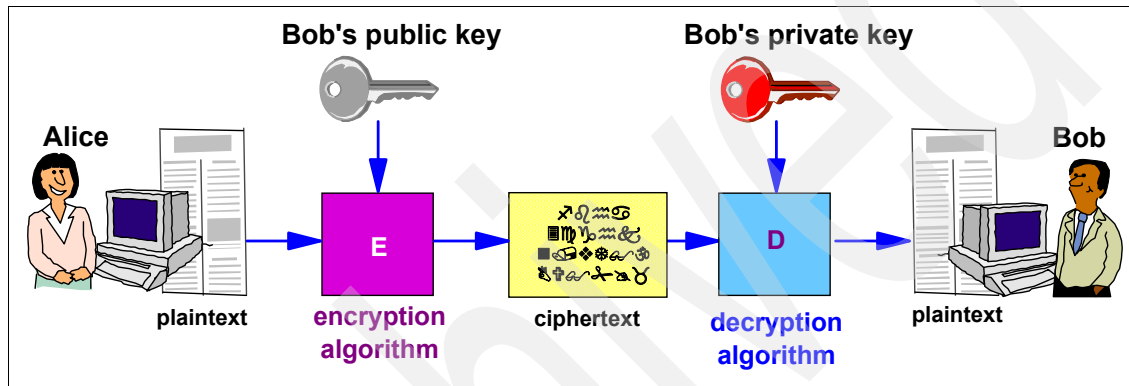 Bob's public key
Bob's private key
Alice
Bob
E
D
plaintext
encryption
algorithm
ciphertext
decryption
algorithm
plaintext